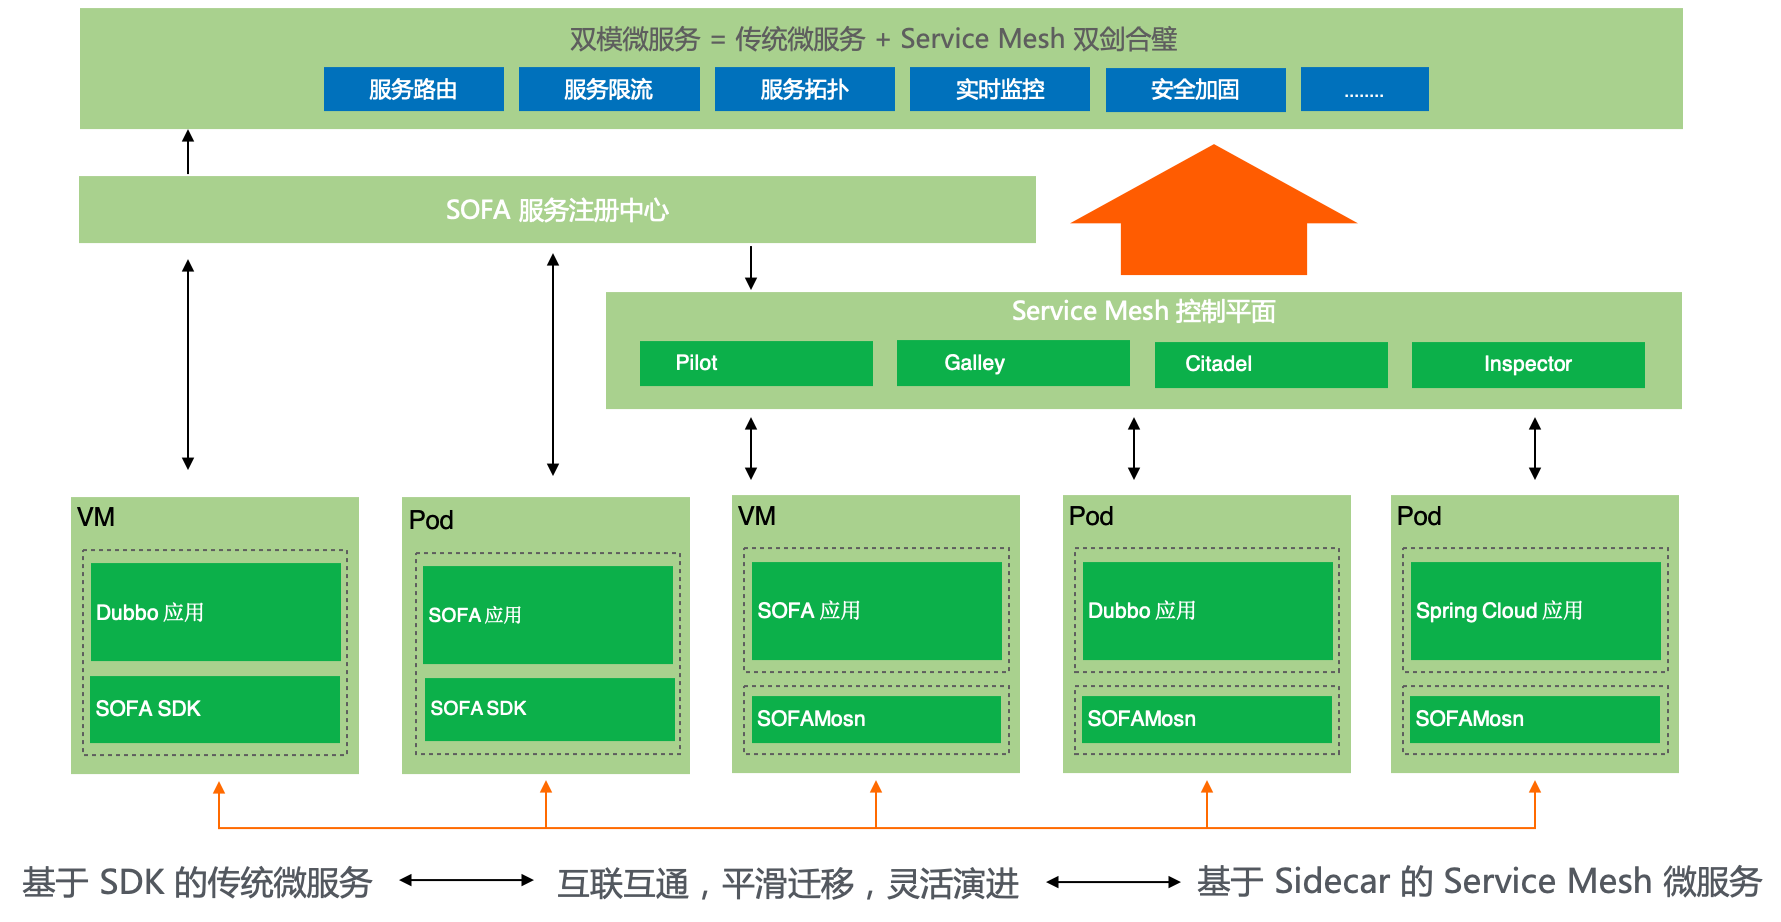 双模微服务 = 传统微服务 + Service Mesh 双剑合璧
服务路由
服务限流
服务拓扑
实时监控
安全加固
........
SOFA 服务注册中心
Service Mesh 控制平面
Pilot
Galley
Citadel
Inspector
VM
Dubbo 应用
SOFA SDK
Pod
SOFA 应用
SOFA SDK
VM
SOFA 应用
SOFAMosn
Pod
Dubbo 应用
SOFAMosn
Pod
Spring Cloud 应用
SOFAMosn
基于 SDK 的传统微服务
互联互通，平滑迁移，灵活演进
基于 Sidecar 的 Service Mesh 微服务